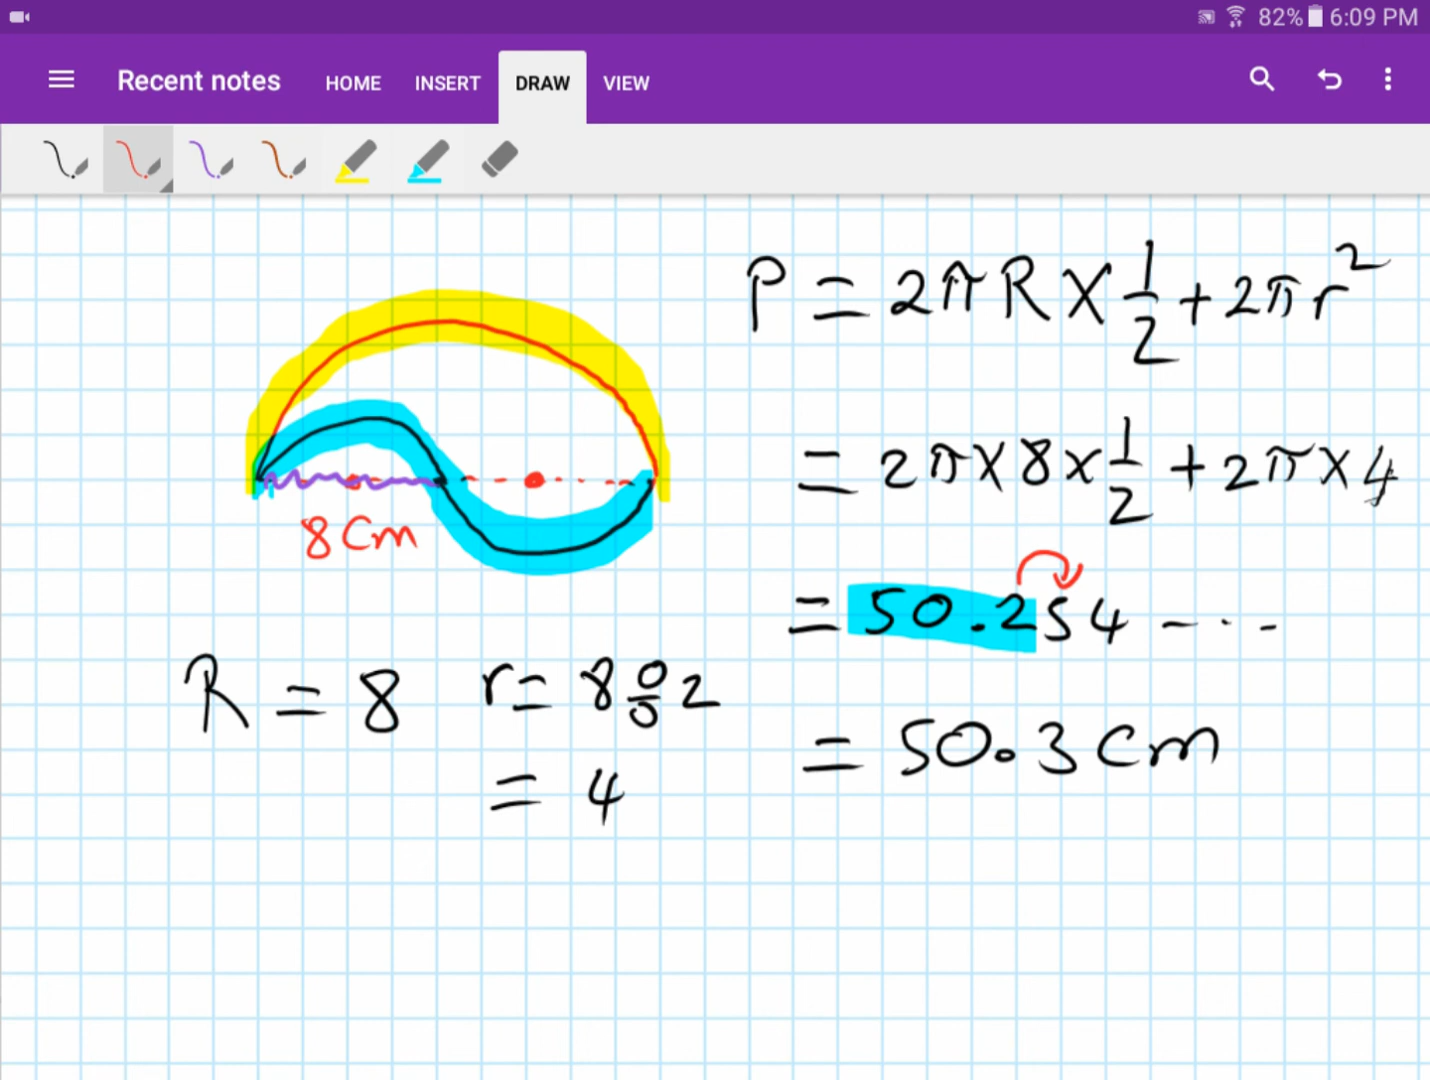 82% 6:09 PM
Recent notes HOME INSERT DRAW VIEW
P = 2πR × 1/2 + 2πr²
= 2π × 8 × 1/2 + 2π × 4
8 cm
= 50.254 - - - -
R = 8 r = 8 ÷ 2
= 4
= 50.3 cm